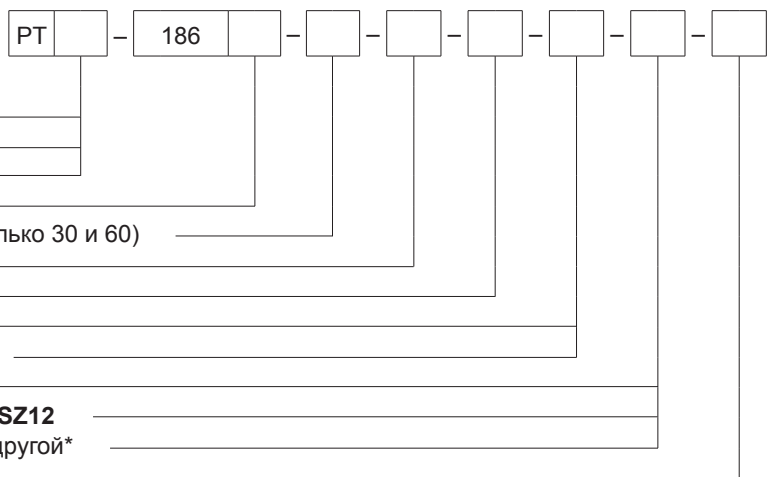 PT – 186 – – – – – –
лько 30 и 60)
SZ12
другой*